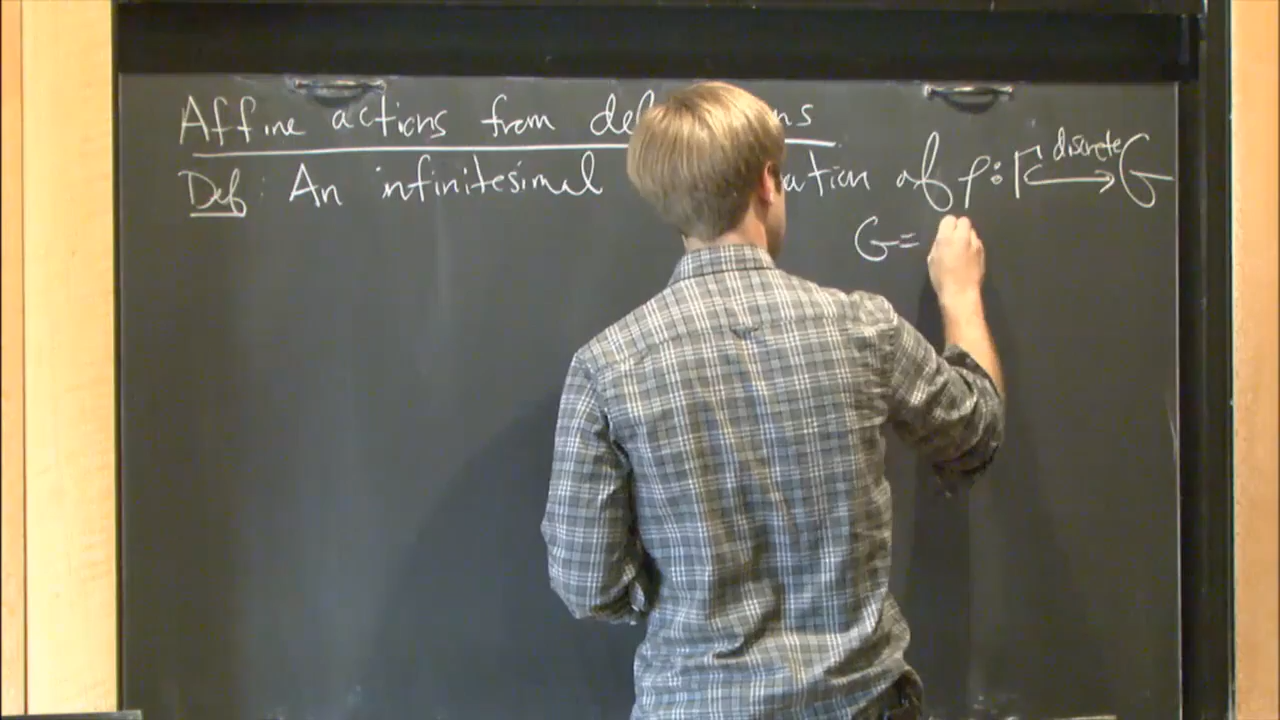 Affine actions from
Def: An infinitesimal of ρ: Γ ↪ discrete G
G =